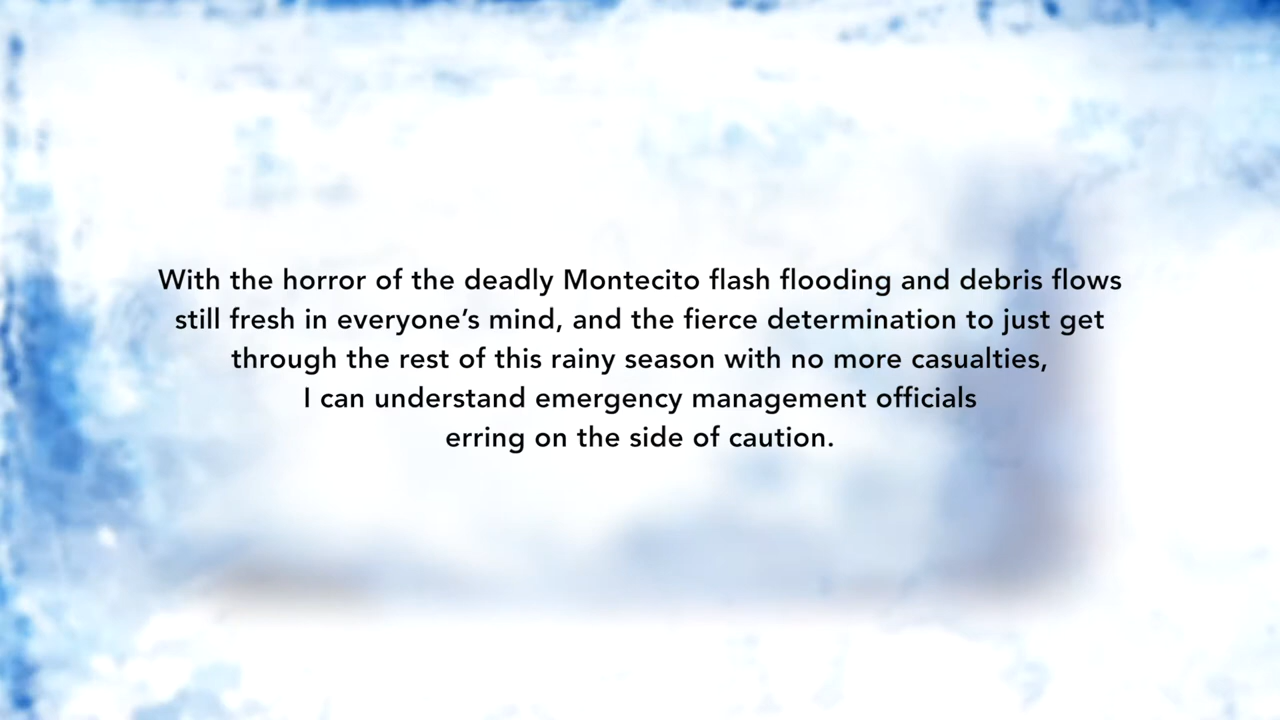 With the horror of the deadly Montecito flash flooding and debris flows
still fresh in everyone’s mind, and the fierce determination to just get
through the rest of this rainy season with no more casualties,
I can understand emergency management officials
erring on the side of caution.